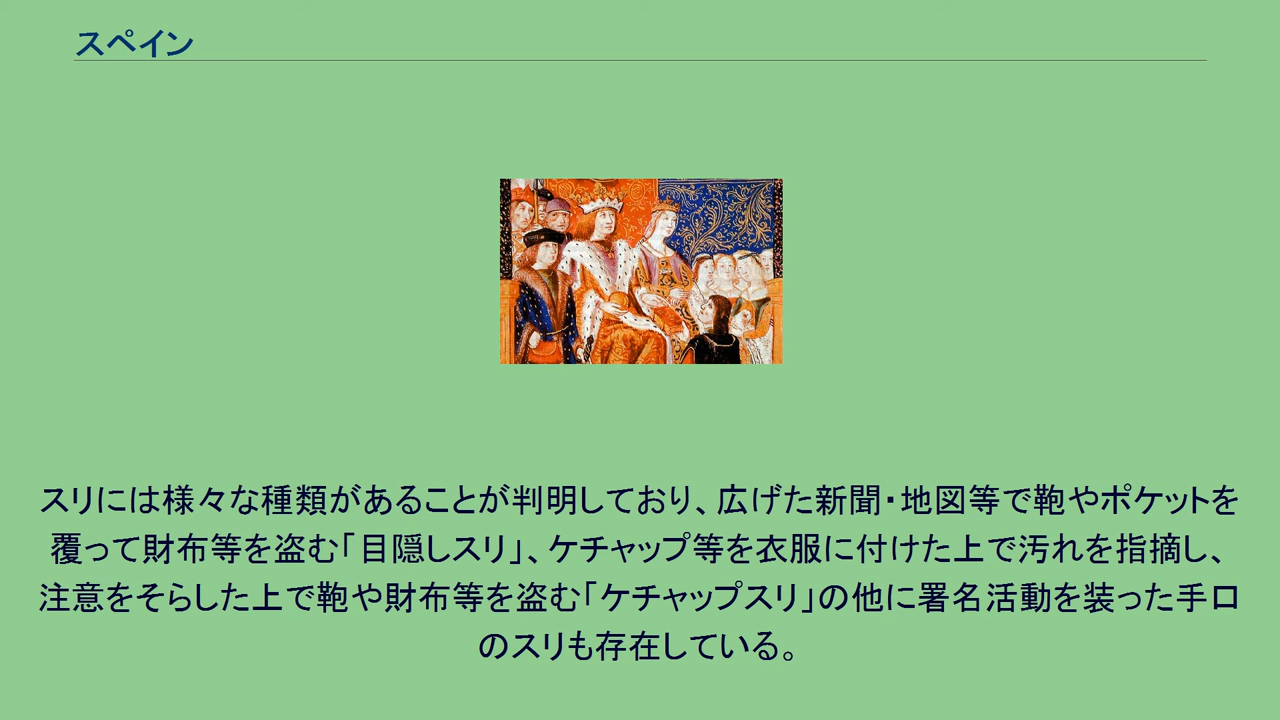 スペイン
スリには様々な種類があることが判明しており、広げた新聞・地図等で鞄やポケットを
覆って財布等を盗む「目隠しスリ」、ケチャップ等を衣服に付けた上で汚れを指摘し、
注意をそらした上で鞄や財布等を盗む「ケチャップスリ」の他に署名活動を装った手口
のスリも存在している。